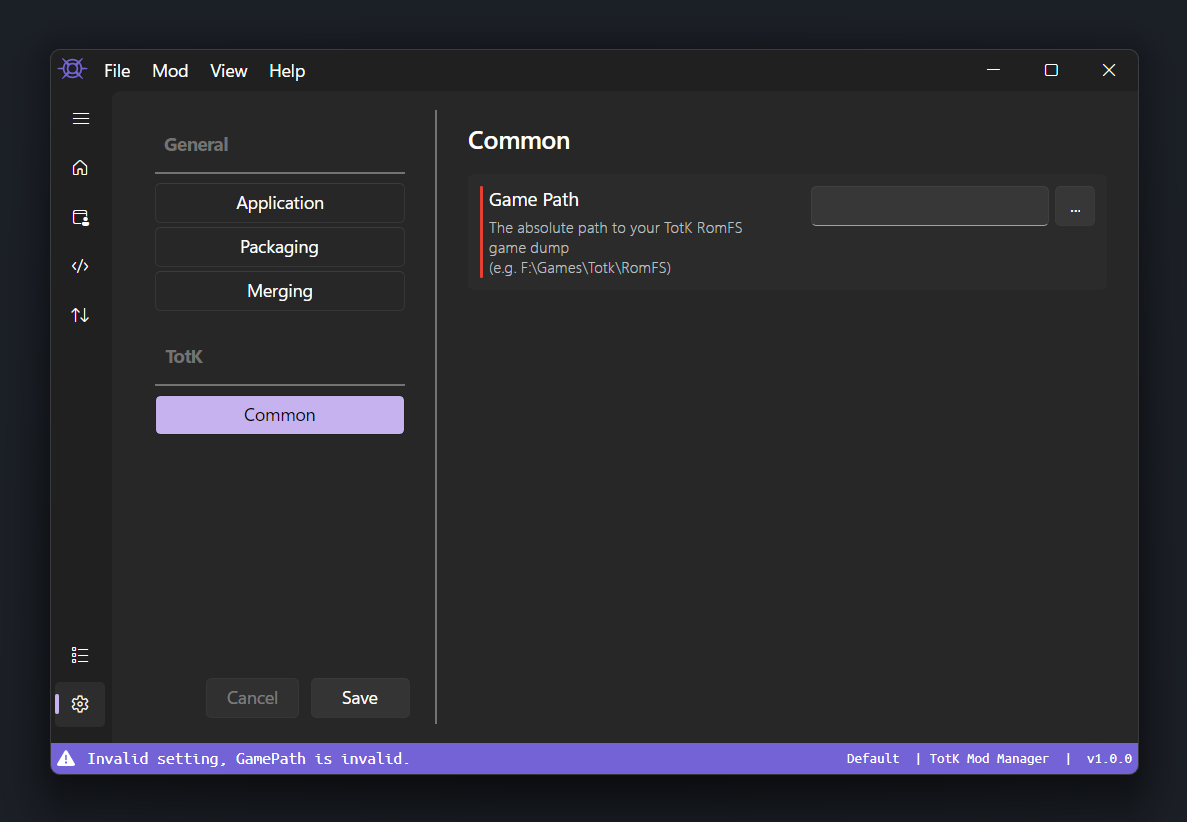 File Mod View Help
General
Application
Packaging
Merging
TotK
Common
Cancel Save
Common
Game Path
The absolute path to your TotK RomFS
game dump
(e.g. F:\Games\Totk\RomFS)
...
Invalid setting, GamePath is invalid.
Default | TotK Mod Manager | v1.0.0